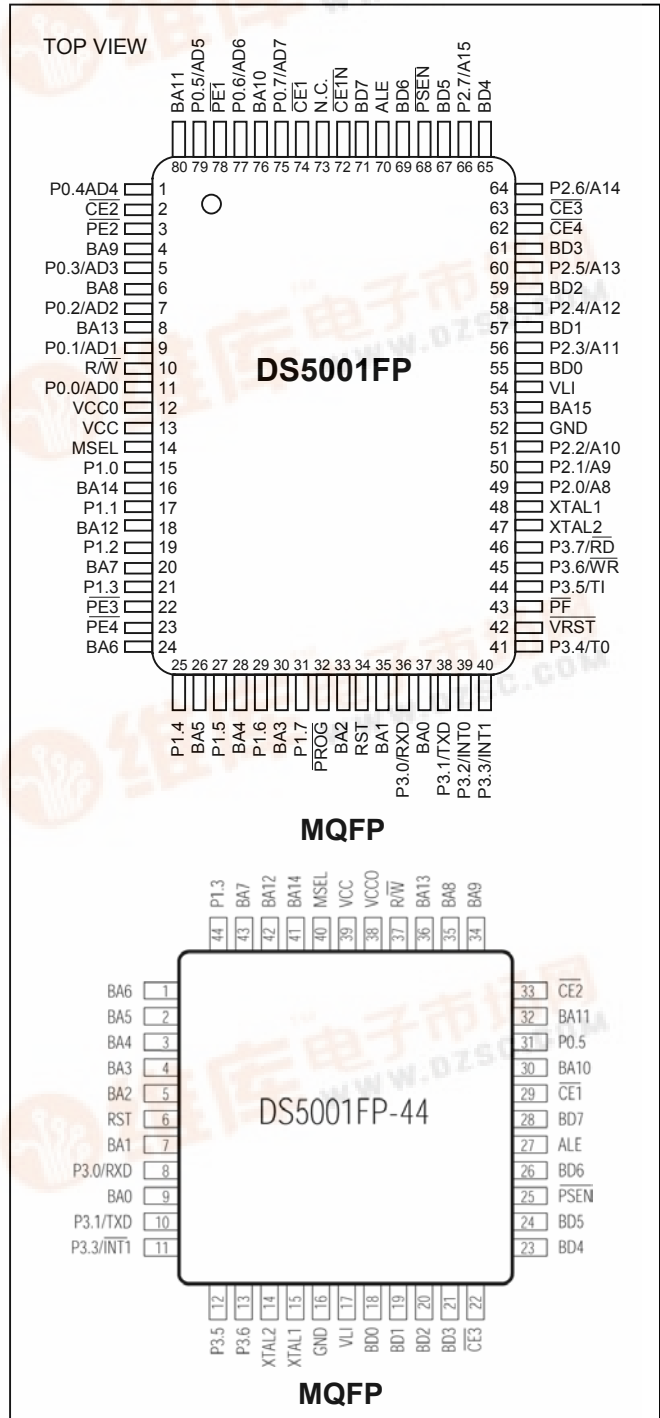 TOP VIEW
BA11
P0.5/AD5
PE1
P0.6/AD6
BA10
P0.7/AD7
CE1
N.C.
CE1N
BD7
ALE
BD6
PSEN
BD5
P2.7/A15
BD4
80 79 78 77 76 75 74 73 72 71 70 69 68 67 66 65
P0.4AD4 1
CE2 2
PE2 3
BA9 4
P0.3/AD3 5
BA8 6
P0.2/AD2 7
BA13 8
P0.1/AD1 9
R/W 10
P0.0/AD0 11
VCC0 12
VCC 13
MSEL 14
P1.0 15
BA14 16
P1.1 17
BA12 18
P1.2 19
BA7 20
P1.3 21
PE3 22
PE4 23
BA6 24
DS5001FP
64 P2.6/A14
63 CE3
62 CE4
61 BD3
60 P2.5/A13
59 BD2
58 P2.4/A12
57 BD1
56 P2.3/A11
55 BD0
54 VLI
53 BA15
52 GND
51 P2.2/A10
50 P2.1/A9
49 P2.0/A8
48 XTAL1
47 XTAL2
46 P3.7/RD
45 P3.6/WR
44 P3.5/TI
43 PF
42 VRST
41 P3.4/T0
25 26 27 28 29 30 31 32 33 34 35 36 37 38 39 40
P1.4
BA5
P1.5
BA4
P1.6
BA3
P1.7
PROG
BA2
RST
BA1
P3.0/RXD
BA0
P3.1/TXD
P3.2/INT0
P3.3/INT1
MQFP
P1.3
BA7
BA12
BA14
MSEL
VCC
VCCO
R/W
BA13
BA8
BA9
44 43 42 41 40 39 38 37 36 35 34
BA6 1
BA5 2
BA4 3
BA3 4
BA2 5
RST 6
BA1 7
P3.0/RXD 8
BA0 9
P3.1/TXD 10
P3.3/INT1 11
DS5001FP-44
33 CE2
32 BA11
31 P0.5
30 BA10
29 CE1
28 BD7
27 ALE
26 BD6
25 PSEN
24 BD5
23 BD4
12 13 14 15 16 17 18 19 20 21 22
P3.5
P3.6
XTAL2
XTAL1
GND
VLI
BD0
BD1
BD2
BD3
CE3
MQFP
维库电子市场网
WWW.DZSC.COM